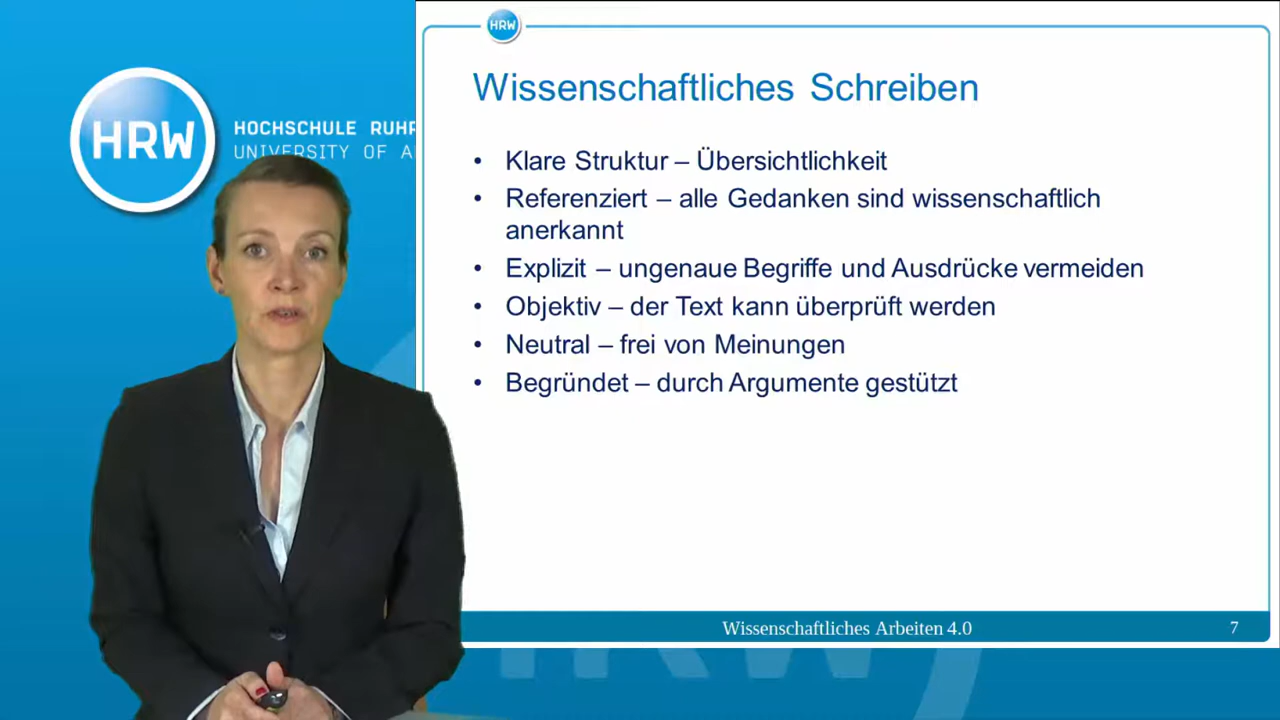 HRW
HOCHSCHULE RUHR
UNIVERSITY OF A
HRW
Wissenschaftliches Schreiben
• Klare Struktur – Übersichtlichkeit
• Referenziert – alle Gedanken sind wissenschaftlich
anerkannt
• Explizit – ungenaue Begriffe und Ausdrücke vermeiden
• Objektiv – der Text kann überprüft werden
• Neutral – frei von Meinungen
• Begründet – durch Argumente gestützt
Wissenschaftliches Arbeiten 4.0
7
HRW